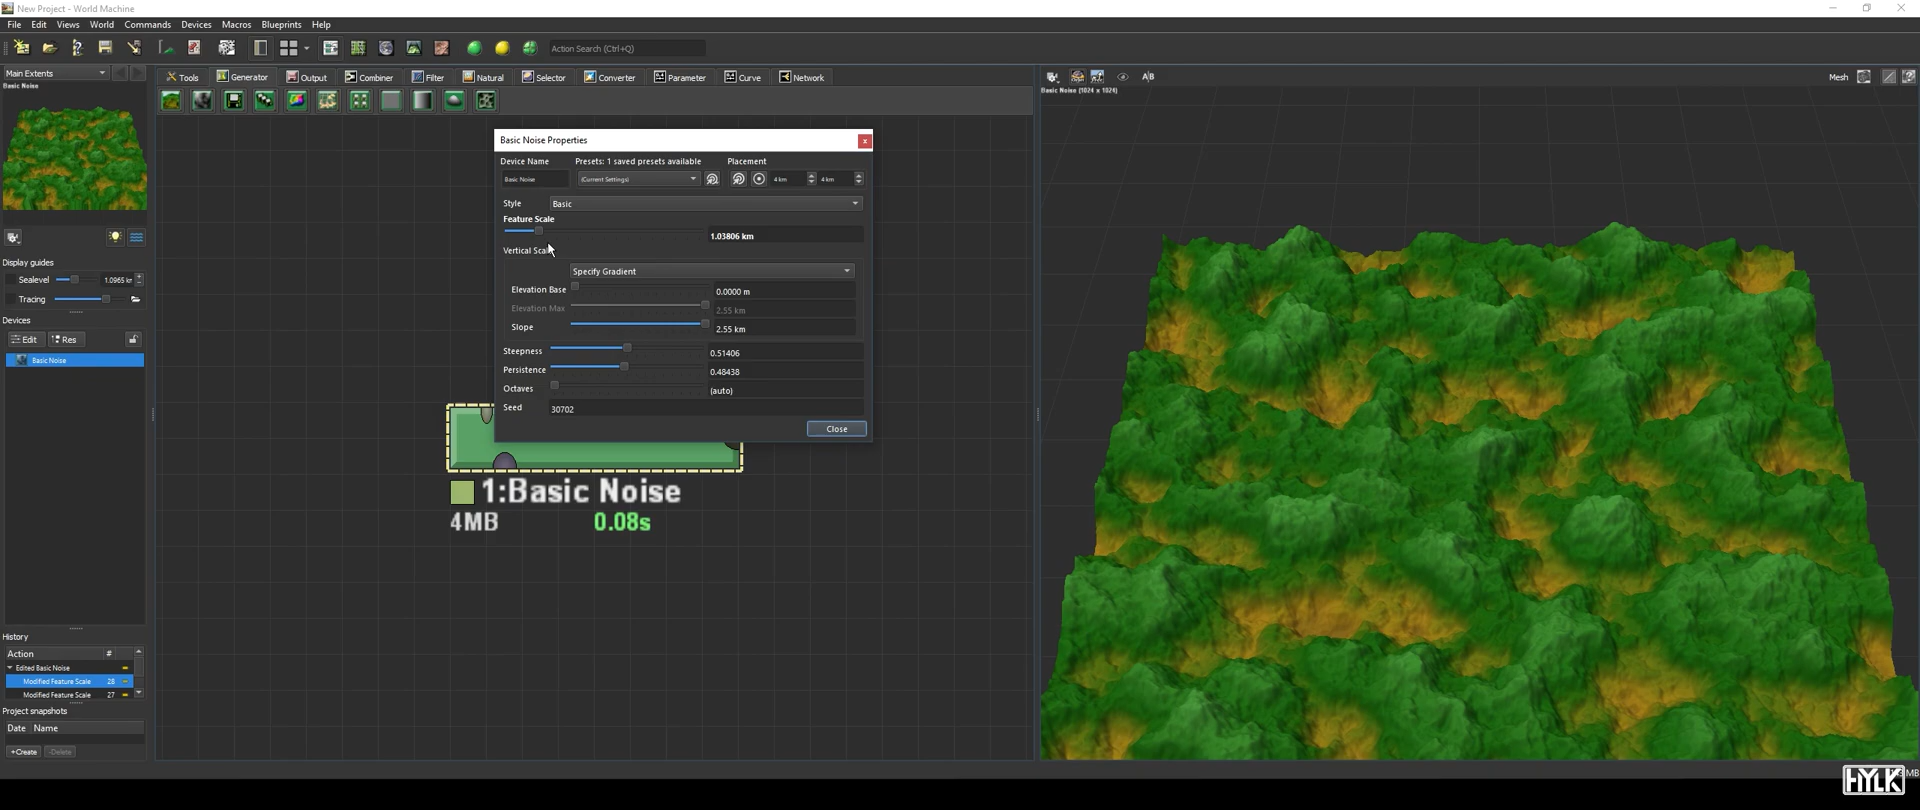 New Project - World Machine
File Edit Views World Commands Devices Macros Blueprints Help
Action Search (Ctrl+Q)
Main Extents
Tools Generator Output Combiner Filter Natural Selector Converter Parameter Curve Network
Mesh
Basic Noise
Basic Noise (1024 x 1024)
Basic Noise Properties
Device Name Presets: 1 saved presets available Placement
Basic Noise (Current Settings) 4 km 4 km
Style Basic
Feature Scale
1.03806 km
Vertical Scale
Specify Gradient
Elevation Base 0.0000 m
Elevation Max 2.55 km
Slope 2.55 km
Steepness 0.51406
Persistence 0.48438
Octaves (auto)
Seed 30702
Close
1:Basic Noise
4MB 0.08s
Display guides
Sealevel 1.0965 kr
Tracing
Devices
Edit Res
Basic Noise
History
Action #
Edited Basic Noise
Modified Feature Scale 28
Modified Feature Scale 27
Project snapshots
Date Name
+Create -Delete
HYLK MB